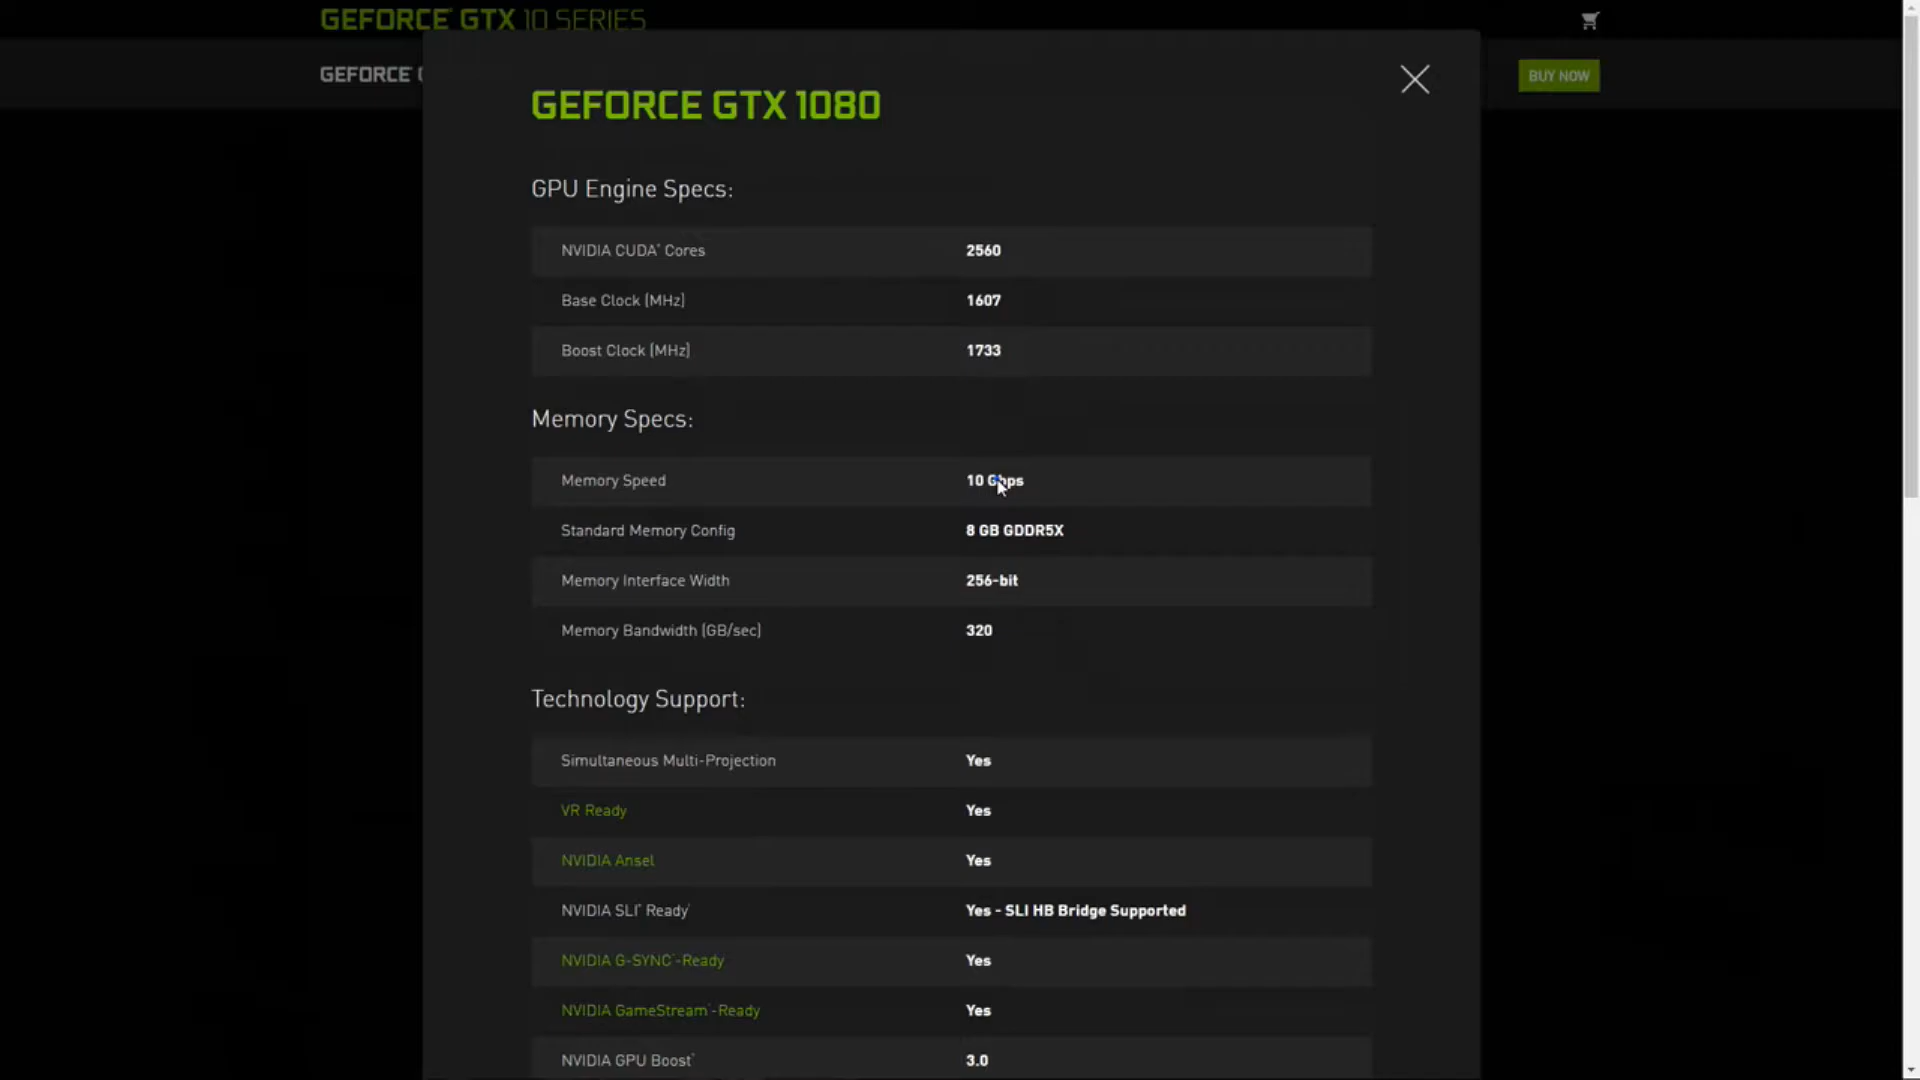 GEFORCE GTX 10 SERIES
GEFORCE
BUY NOW
GEFORCE GTX 1080
GPU Engine Specs:
NVIDIA CUDA® Cores 2560
Base Clock (MHz) 1607
Boost Clock (MHz) 1733
Memory Specs:
Memory Speed 10 Gbps
Standard Memory Config 8 GB GDDR5X
Memory Interface Width 256-bit
Memory Bandwidth (GB/sec) 320
Technology Support:
Simultaneous Multi-Projection Yes
VR Ready Yes
NVIDIA Ansel Yes
NVIDIA SLI® Ready Yes - SLI HB Bridge Supported
NVIDIA G-SYNC™-Ready Yes
NVIDIA GameStream™-Ready Yes
NVIDIA GPU Boost™ 3.0